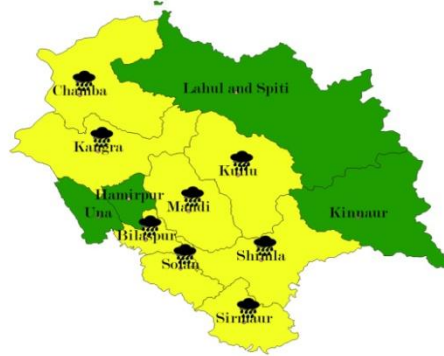 Lahul and Spiti
Chamba
Kangra
Kullu
Hamirpur
Una
Mandi
Kinnaur
Bilaspur
Solan
Shimla
Sirmaur